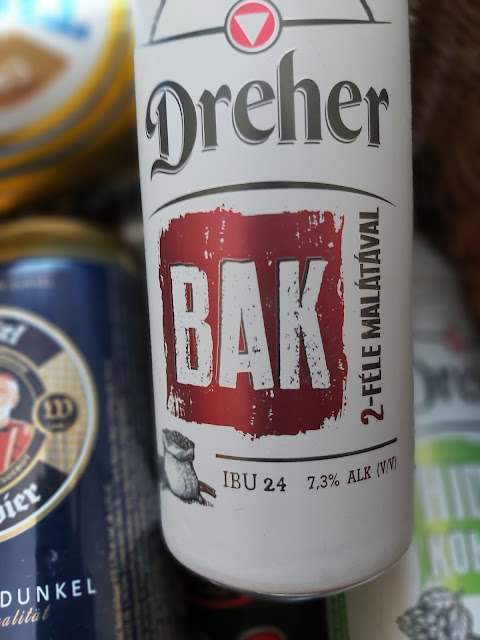 Dreher
BAK
2-FÉLE MALÁTÁVAL
IBU 24 7,3% ALK (V/V)
DUNKEL